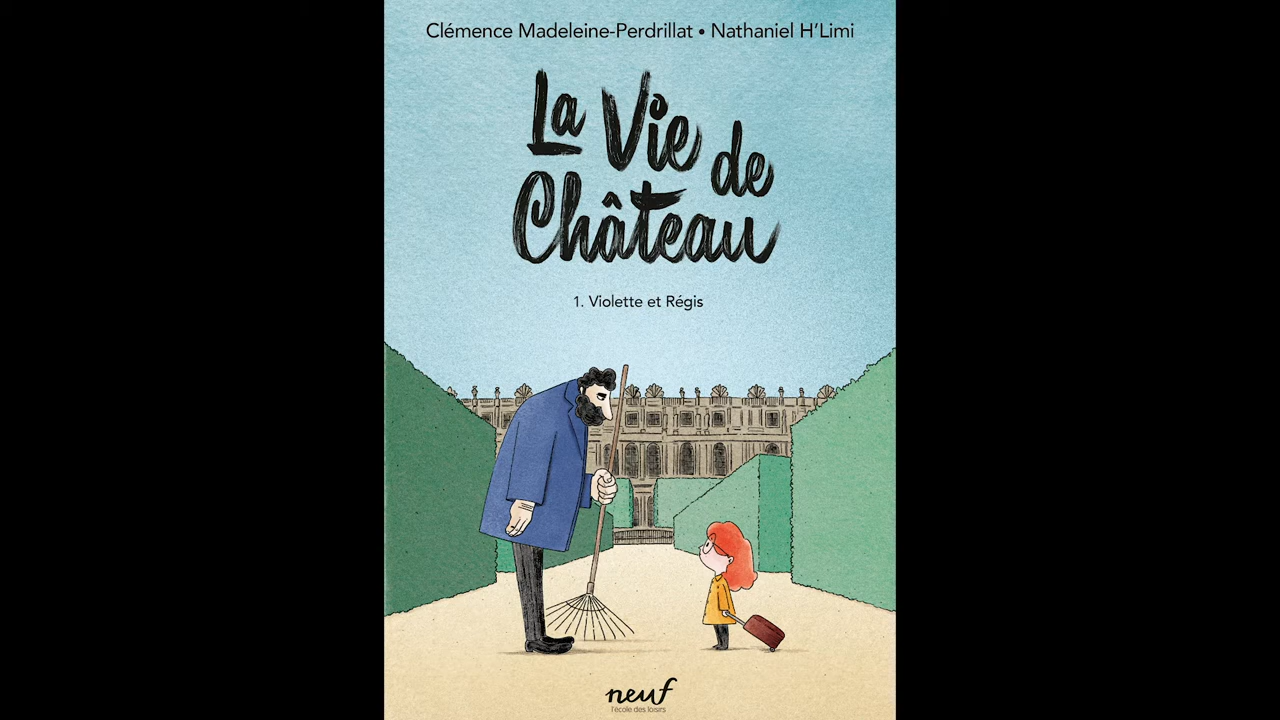 Clémence Madeleine-Perdrillat • Nathaniel H'Limi
La Vie de
Château
1. Violette et Régis
neuf
l'école des loisirs